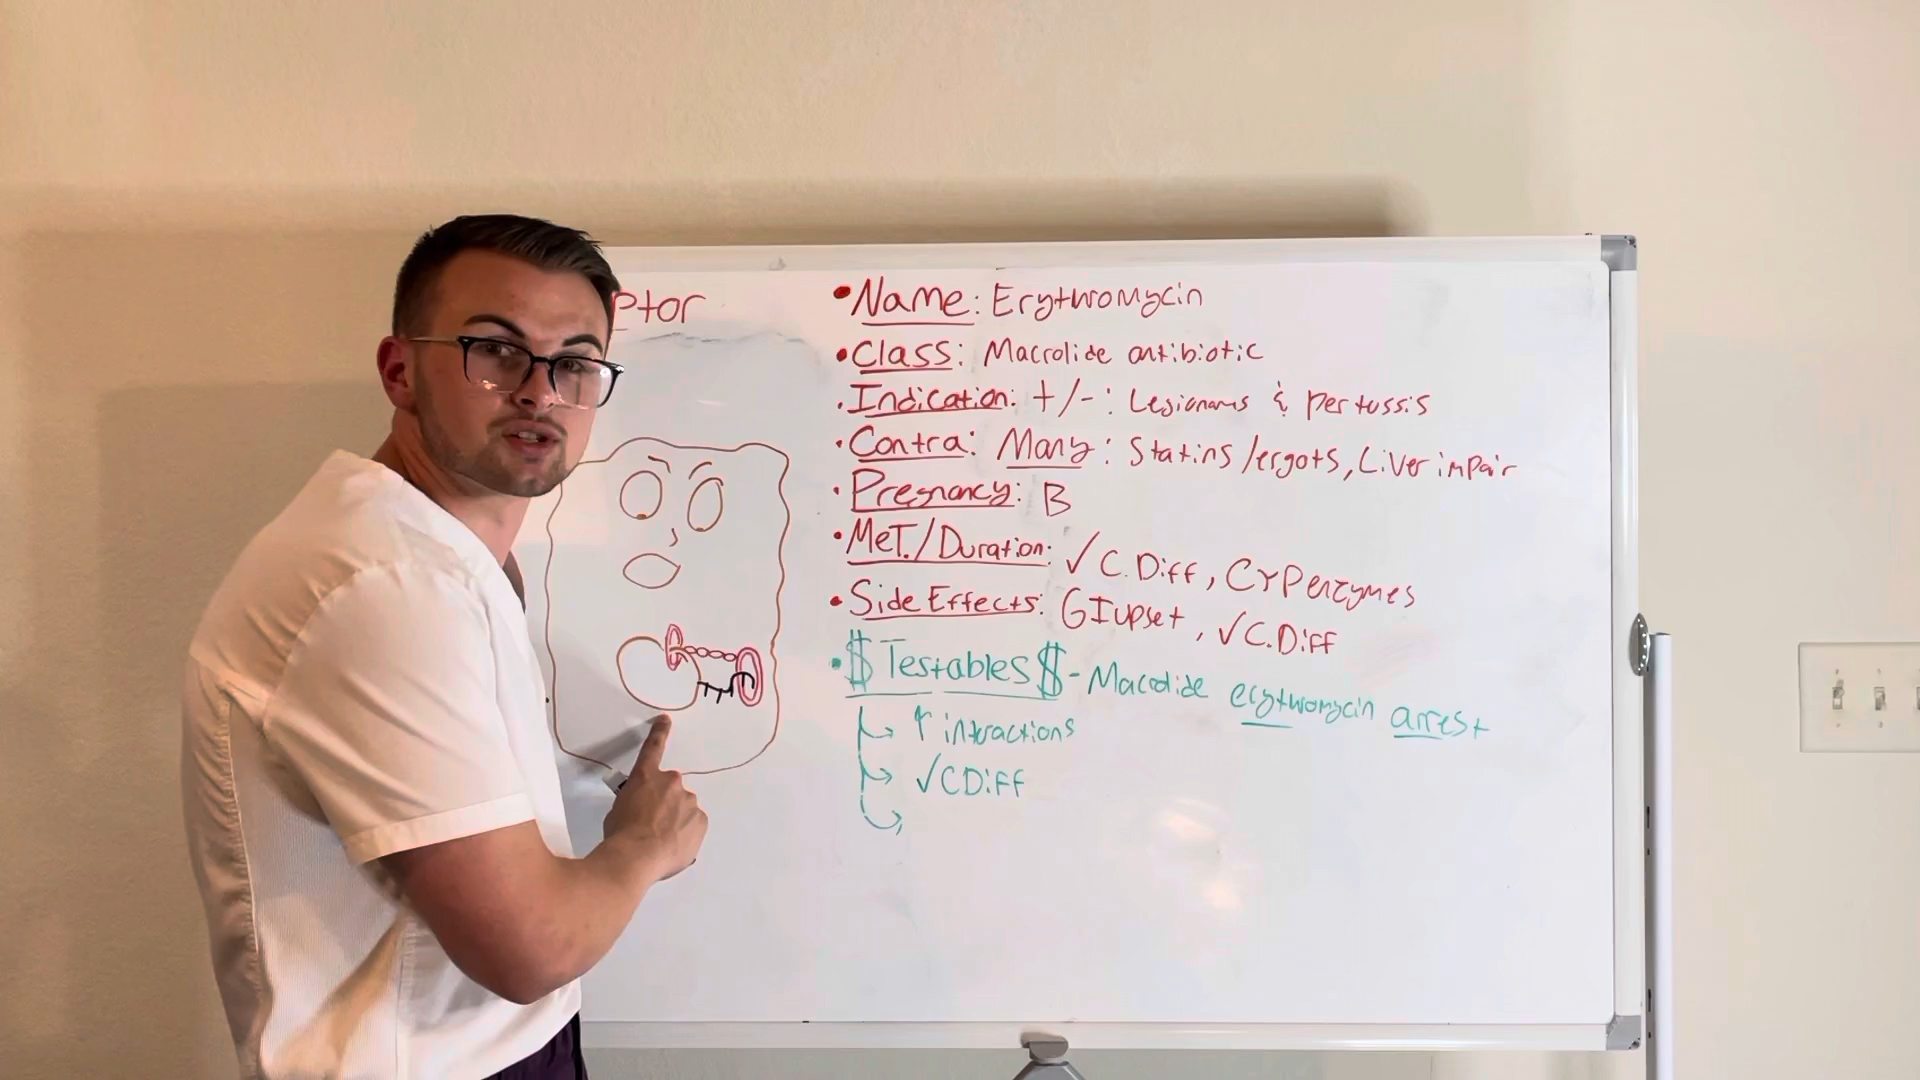 ptor
• Name: Erythromycin
• Class: Macrolide antibiotic
• Indication: +/- : Legionaris & pertussis
• Contra: Many: Statins/ergots, Liver impair
• Pregnancy: B
• Met./Duration: √ C.Diff, CYP enzymes
• Side Effects: GI upset, √ C.Diff
• $ Testables $ - Macrolide erythromycin arrest
↳ ↑ interactions
↳ √ CDiff